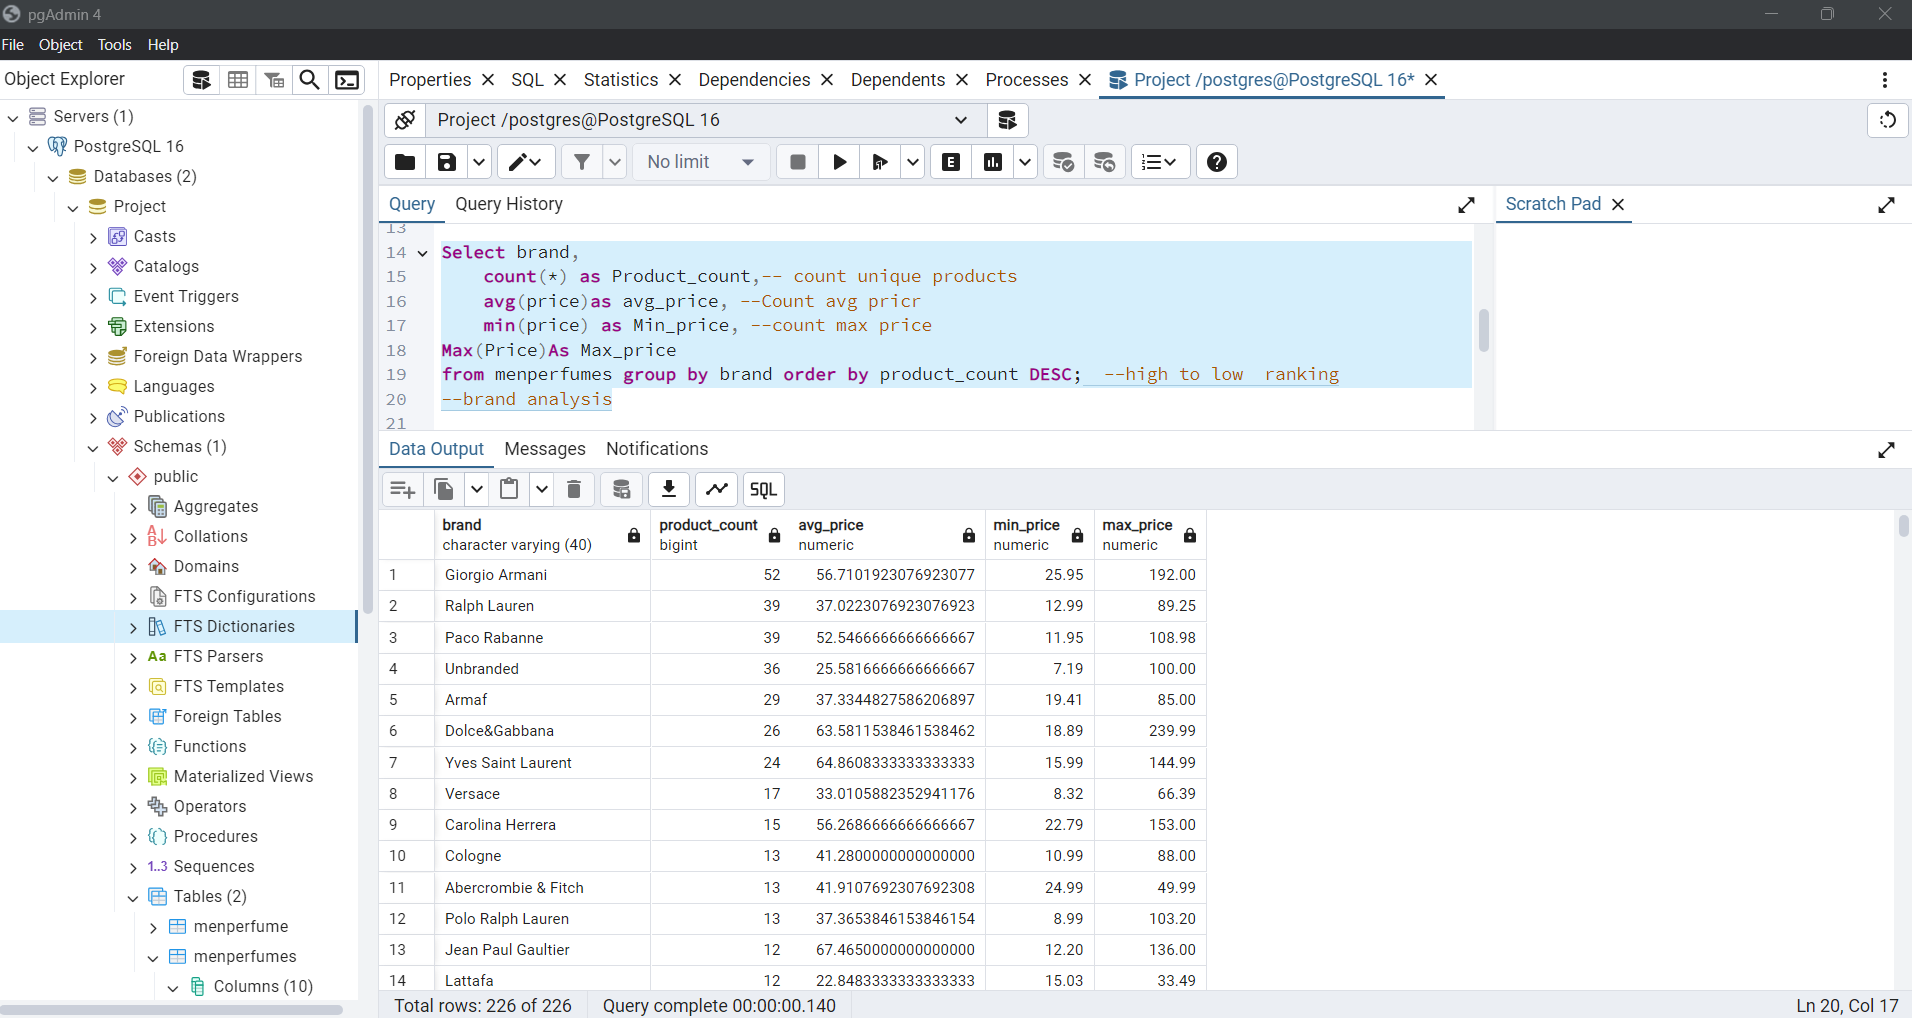 pgAdmin 4
File Object Tools Help
Object Explorer
Properties SQL Statistics Dependencies Dependents Processes Project /postgres@PostgreSQL 16*
Servers (1)
PostgreSQL 16
Databases (2)
Project
Casts
Catalogs
Event Triggers
Extensions
Foreign Data Wrappers
Languages
Publications
Schemas (1)
public
Aggregates
Collations
Domains
FTS Configurations
FTS Dictionaries
Aa FTS Parsers
FTS Templates
Foreign Tables
Functions
Materialized Views
Operators
Procedures
1..3 Sequences
Tables (2)
menperfume
menperfumes
Columns (10)
Project /postgres@PostgreSQL 16
No limit E
Query Query History
Scratch Pad
13
14 Select brand,
15 count(*) as Product_count,-- count unique products
16 avg(price)as avg_price, --Count avg pricr
17 min(price) as Min_price, --count max price
18 Max(Price)As Max_price
19 from menperfumes group by brand order by product_count DESC;  --high to low  ranking
20 --brand analysis
21
Data Output Messages Notifications
SQL
brand product_count avg_price min_price max_price
character varying (40) bigint numeric numeric numeric
1 Giorgio Armani 52 56.7101923076923077 25.95 192.00
2 Ralph Lauren 39 37.0223076923076923 12.99 89.25
3 Paco Rabanne 39 52.5466666666666667 11.95 108.98
4 Unbranded 36 25.5816666666666667 7.19 100.00
5 Armaf 29 37.3344827586206897 19.41 85.00
6 Dolce&Gabbana 26 63.5811538461538462 18.89 239.99
7 Yves Saint Laurent 24 64.8608333333333333 15.99 144.99
8 Versace 17 33.0105882352941176 8.32 66.39
9 Carolina Herrera 15 56.2686666666666667 22.79 153.00
10 Cologne 13 41.2800000000000000 10.99 88.00
11 Abercrombie & Fitch 13 41.9107692307692308 24.99 49.99
12 Polo Ralph Lauren 13 37.3653846153846154 8.99 103.20
13 Jean Paul Gaultier 12 67.4650000000000000 12.20 136.00
14 Lattafa 12 22.8483333333333333 15.03 33.49
Total rows: 226 of 226 Query complete 00:00:00.140 Ln 20, Col 17